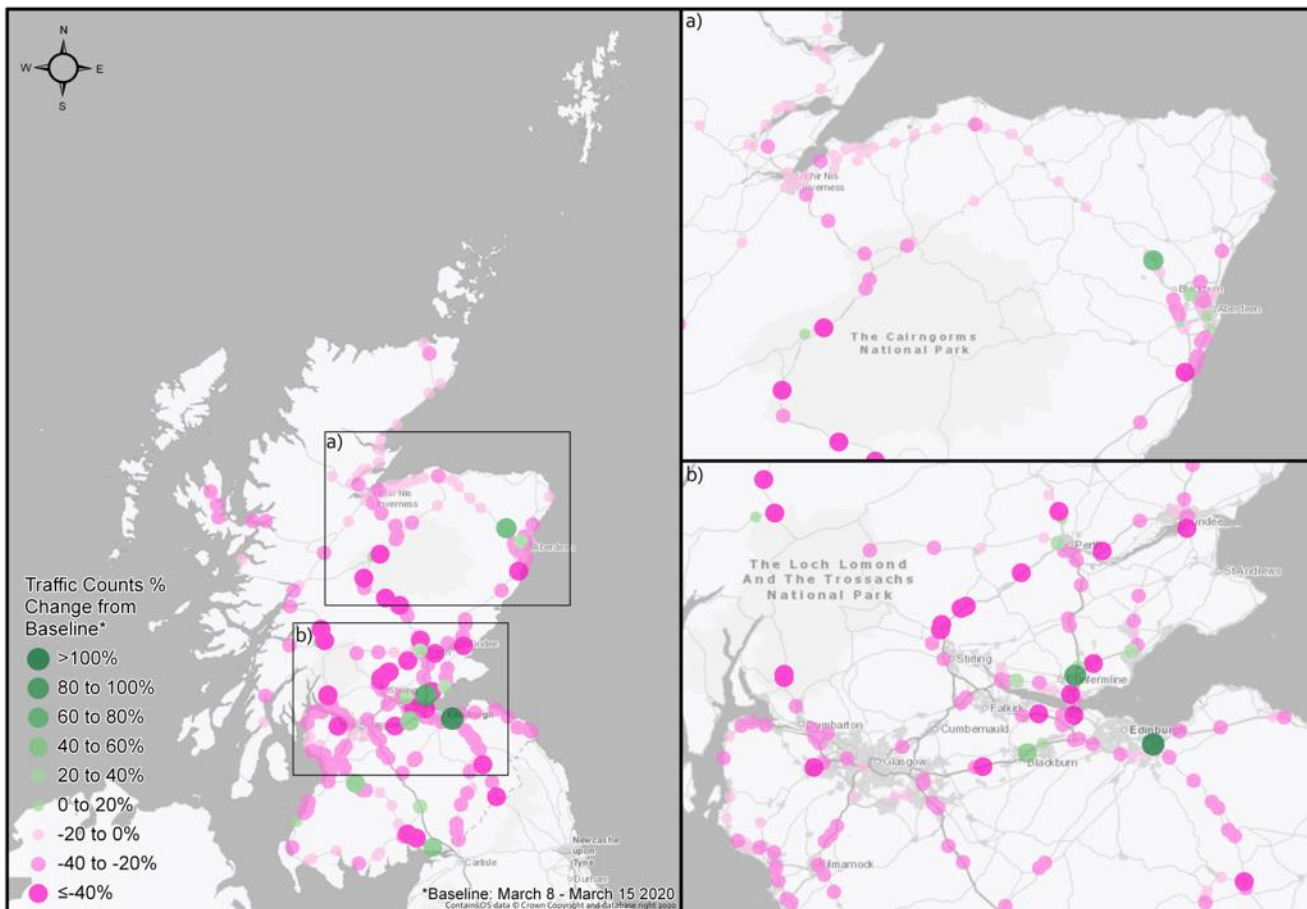 N
W
E
S
a)
Inverness
Aberdeen
b)
Dundee
Stirling
Edinburgh
Carlisle
Newcastle
upon
Tyne
Durham
Traffic Counts %
Change from
Baseline*
>100%
80 to 100%
60 to 80%
40 to 60%
20 to 40%
0 to 20%
-20 to 0%
-40 to -20%
≤-40%
*Baseline: March 8 - March 15 2020
Contains OS data © Crown Copyright and database right 2020
a)
Inverness
The Cairngorms
National Park
Aberdeen
b)
The Loch Lomond
And The Trossachs
National Park
Dundee
Perth
St Andrews
Stirling
Dunfermline
Falkirk
Dumbarton
Cumbernauld
Edinburgh
Glasgow
Blackburn
Kilmarnock